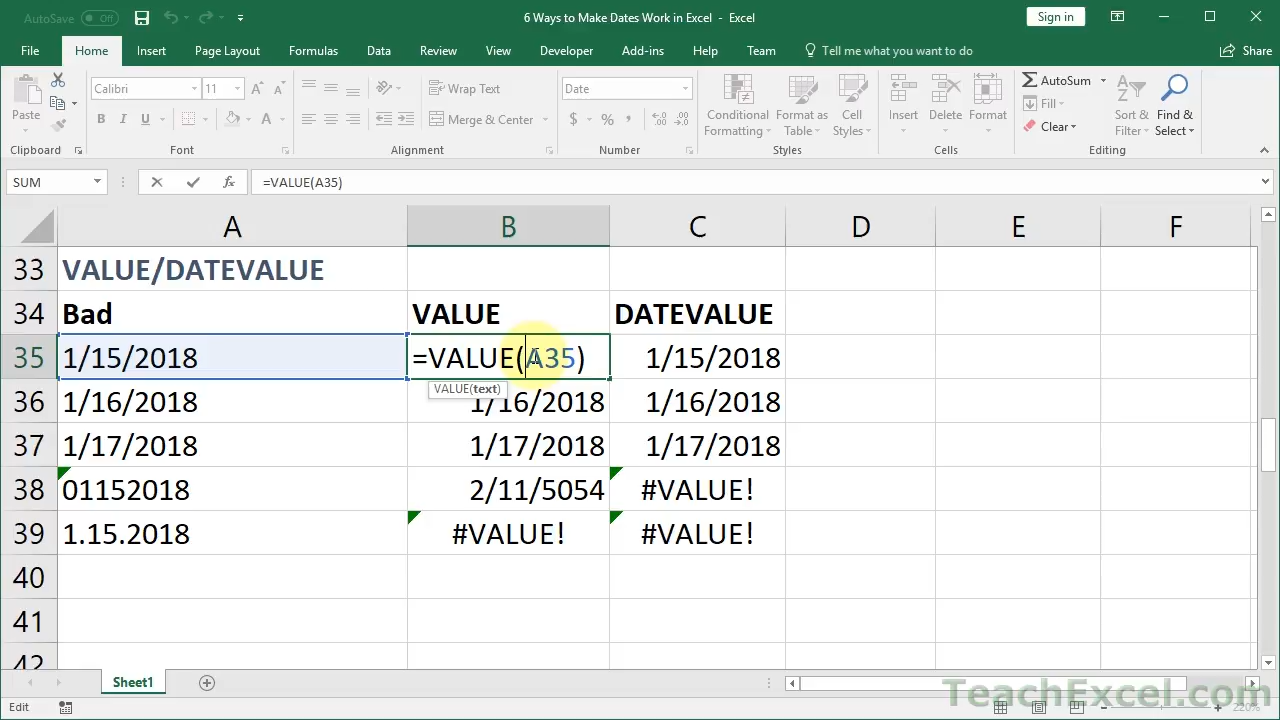 AutoSave Off 6 Ways to Make Dates Work in Excel - Excel Sign in
File Home Insert Page Layout Formulas Data Review View Developer Add-ins Help Team Tell me what you want to do Share
Paste Calibri 11 Wrap Text Date Conditional Formatting Format as Table Cell Styles Insert Delete Format AutoSum Sort & Filter Find & Select
B I U Merge & Center $ % , Fill
Clear
Clipboard Font Alignment Number Styles Cells Editing
SUM fx =VALUE(A35)
A B C D E F
33 VALUE/DATEVALUE
34 Bad VALUE DATEVALUE
35 1/15/2018 =VALUE(A35) 1/15/2018
VALUE(text)
36 1/16/2018 1/16/2018 1/16/2018
37 1/17/2018 1/17/2018 1/17/2018
38 01152018 2/11/5054 #VALUE!
39 1.15.2018 #VALUE! #VALUE!
40
41
42
Sheet1
TeachExcel.com
Edit 220%